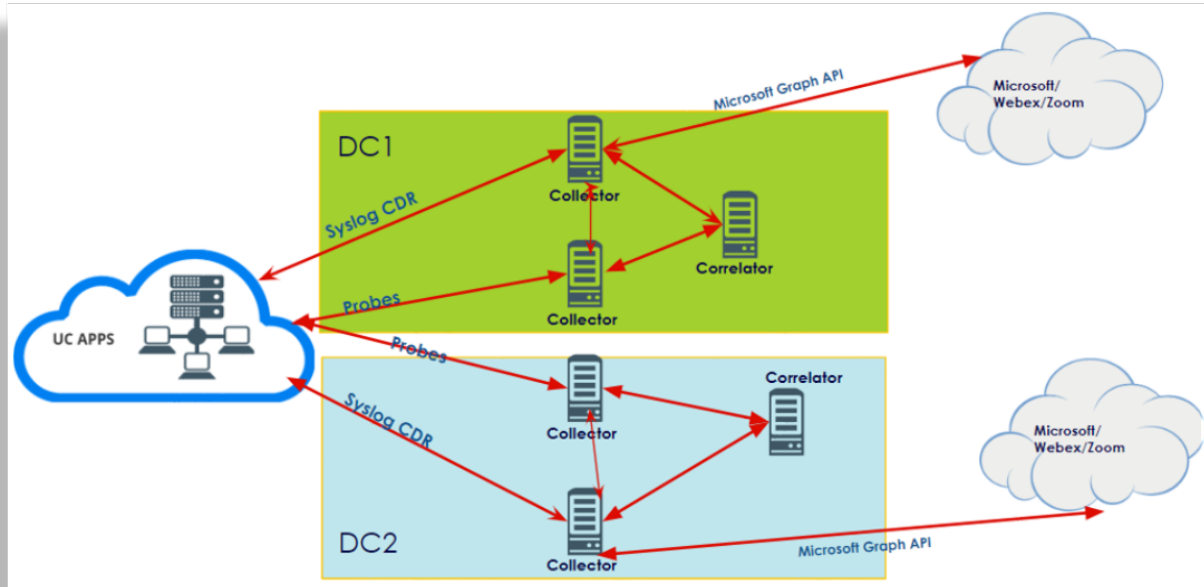 Microsoft Graph API
Microsoft/
Webex/Zoom
DC1
Collector
Syslog CDR
Correlator
Probes
Collector
UC APPS
Probes
Correlator
Syslog CDR
Collector
Microsoft/
Webex/Zoom
DC2
Collector
Microsoft Graph API